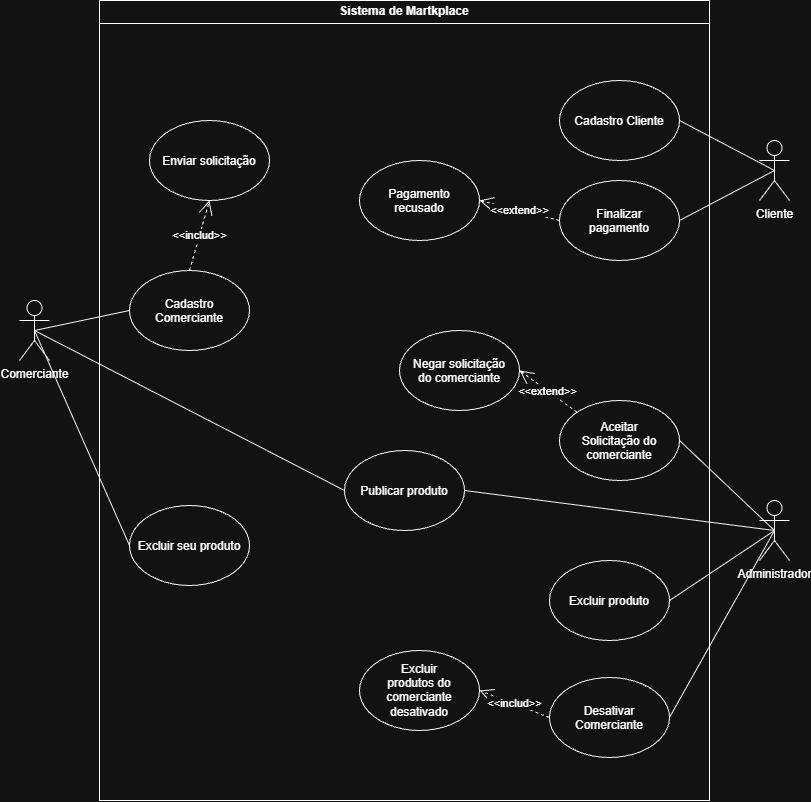 Sistema de Martkplace
Cadastro Cliente
Enviar solicitação
Pagamento
recusado
<<extend>>
Finalizar
pagamento
Cliente
<<includ>>
Cadastro
Comerciante
Comerciante
Negar solicitação
do comerciante
<<extend>>
Aceitar
Solicitação do
comerciante
Publicar produto
Excluir seu produto
Administrador
Excluir produto
Excluir
produtos do
comerciante
desativado
<<includ>>
Desativar
Comerciante